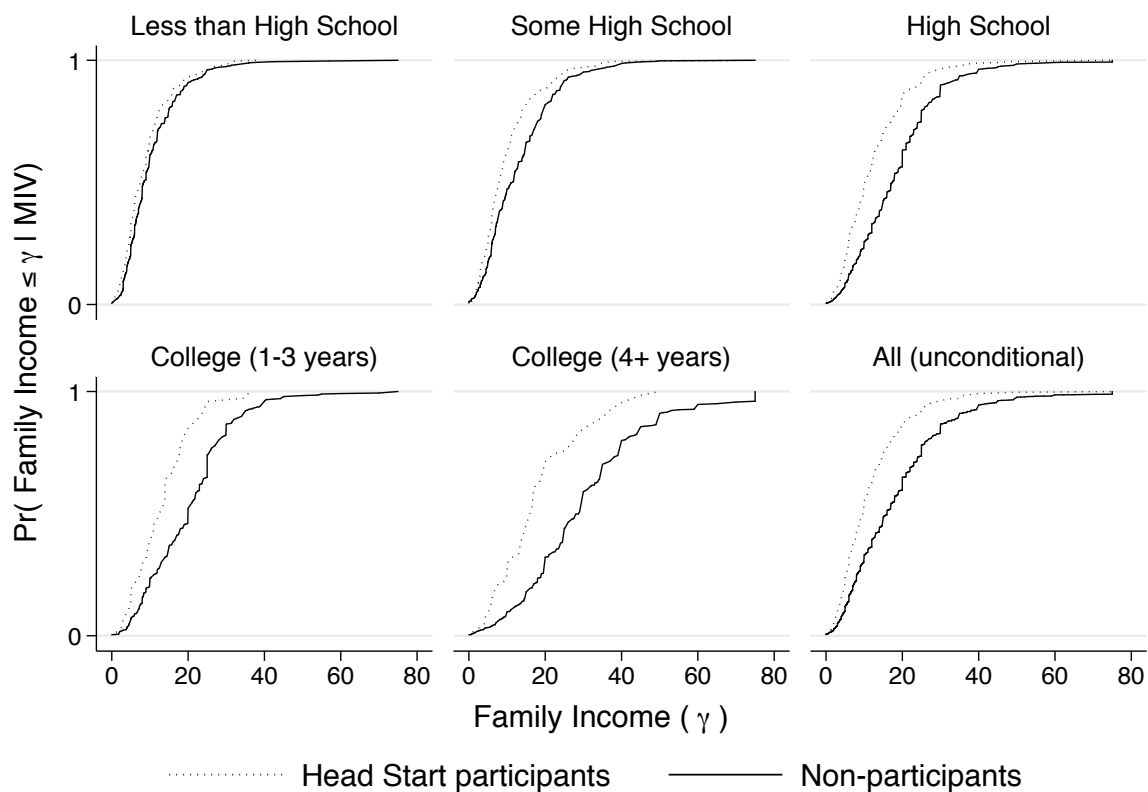 Less than High School
Some High School
High School
1
0
Pr( Family Income ≤ γ | MIV)
College (1-3 years)
College (4+ years)
All (unconditional)
1
0
0 20 40 60 80
0 20 40 60 80
0 20 40 60 80
Family Income ( γ )
Head Start participants
Non-participants